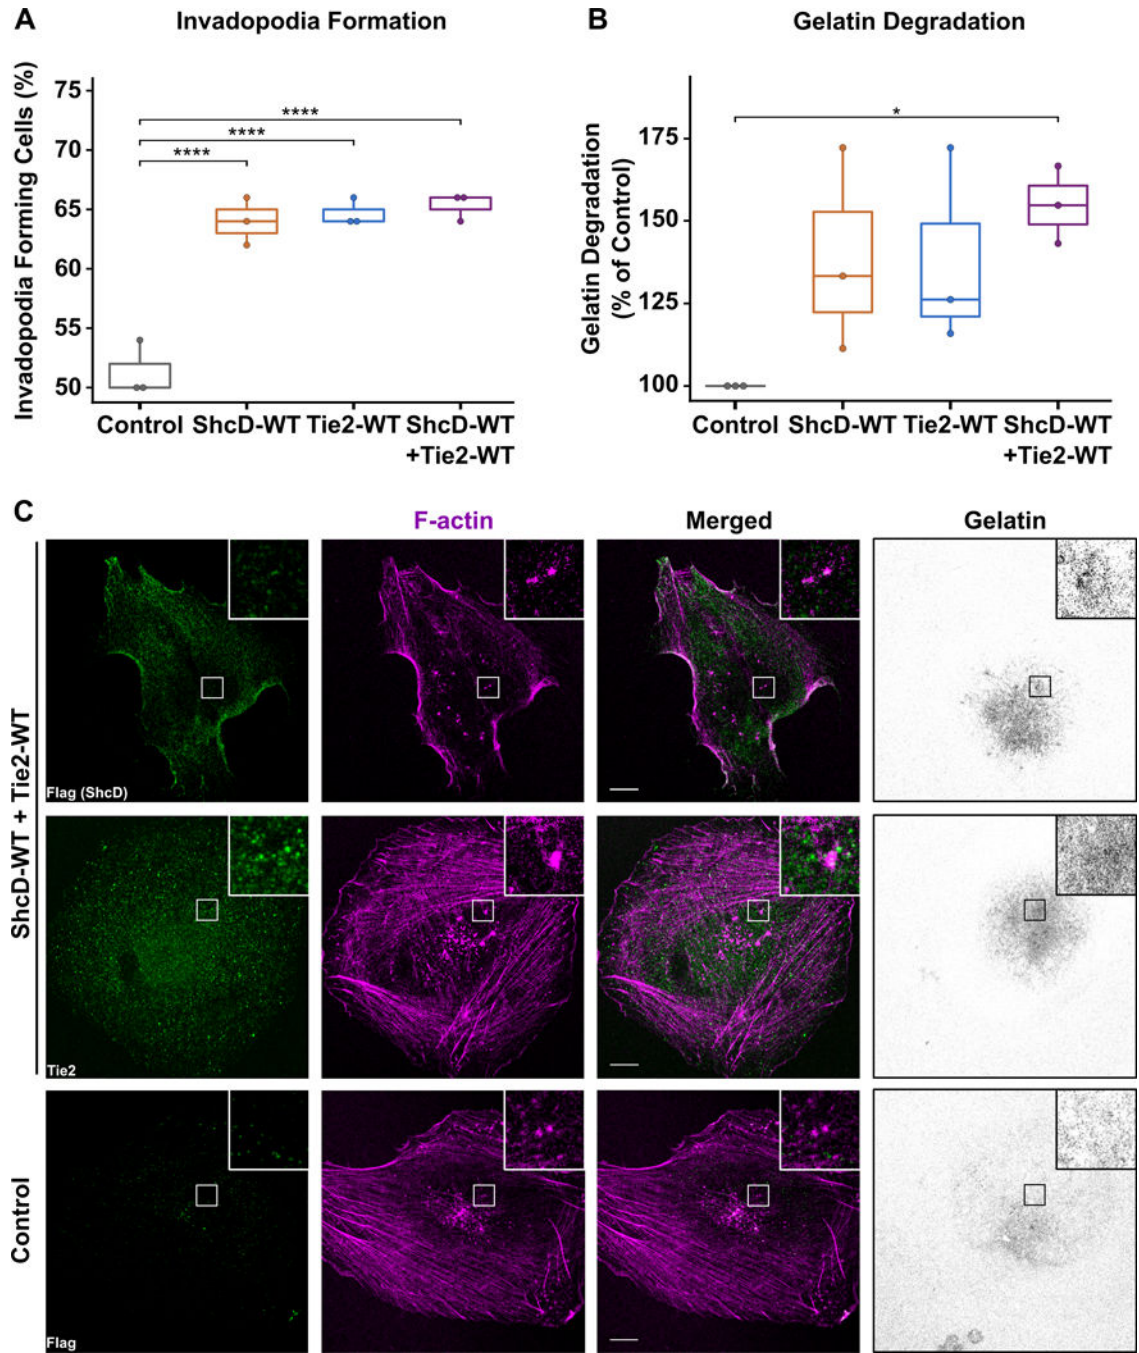 A
Invadopodia Formation
Invadopodia Forming Cells (%)
75
70
65
60
55
50
****
****
****
Control
ShcD-WT
Tie2-WT
ShcD-WT
+Tie2-WT
B
Gelatin Degradation
Gelatin Degradation
(% of Control)
175
150
125
100
*
Control
ShcD-WT
Tie2-WT
ShcD-WT
+Tie2-WT
C
F-actin
Merged
Gelatin
ShcD-WT + Tie2-WT
Flag (ShcD)
Tie2
Control
Flag